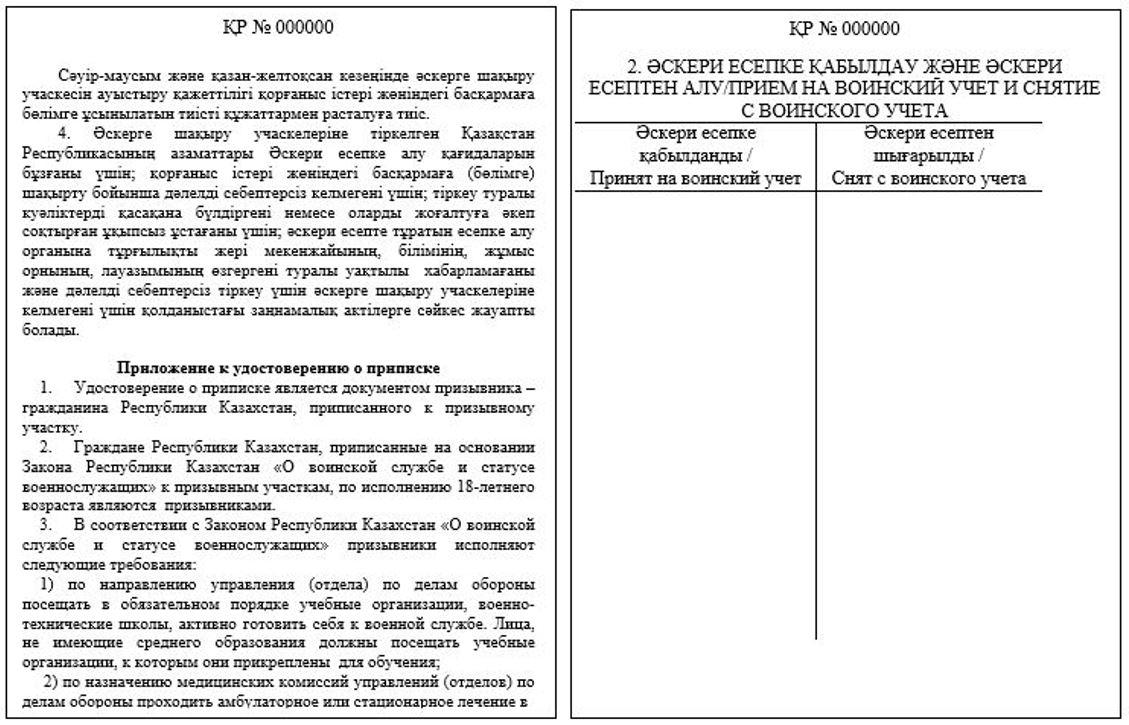 ҚР № 000000
Сәуір-маусым және қазан-желтоқсан кезеңінде әскерге шақыру
учаскесін ауыстыру қажеттілігі қорғаныс істері жөніндегі басқармаға
бөлімге ұсынылатын тиісті құжаттармен расталуға тиіс.
4. Әскерге шақыру учаскелеріне тіркелген Қазақстан
Республикасының азаматтары Әскери есепке алу қағидаларын
бұзғаны үшін; қорғаныс істері жөніндегі басқармаға (бөлімге)
шақырту бойынша дәлелді себептерсіз келмегені үшін; тіркеу туралы
куәліктерді қасақана бүлдіргені немесе оларды жоғалтуға әкеп
соқтырған ұқыпсыз ұстағаны үшін; әскери есепте тұратын есепке алу
органына тұрғылықты жері мекенжайының, білімінің, жұмыс
орнының, лауазымының өзгергені туралы уақтылы хабарламағаны
және дәлелді себептерсіз тіркеу үшін әскерге шақыру учаскелеріне
келмегені үшін қолданыстағы заңнамалық актілерге сәйкес жауапты
болады.
Приложение к удостоверению о приписке
1. Удостоверение о приписке является документом призывника –
гражданина Республики Казахстан, приписанного к призывному
участку.
2. Граждане Республики Казахстан, приписанные на основании
Закона Республики Казахстан «О воинской службе и статусе
военнослужащих» к призывным участкам, по исполнению 18-летнего
возраста являются призывниками.
3. В соответствии с Законом Республики Казахстан «О воинской
службе и статусе военнослужащих» призывники исполняют
следующие требования:
1) по направлению управления (отдела) по делам обороны
посещать в обязательном порядке учебные организации, военно-
технические школы, активно готовить себя к военной службе. Лица,
не имеющие среднего образования должны посещать учебные
организации, к которым они прикреплены для обучения;
2) по назначению медицинских комиссий управлений (отделов) по
делам обороны проходить амбулаторное или стационарное лечение в
ҚР № 000000
2. ӘСКЕРИ ЕСЕПКЕ ҚАБЫЛДАУ ЖӘНЕ ӘСКЕРИ
ЕСЕПТЕН АЛУ/ПРИЕМ НА ВОИНСКИЙ УЧЕТ И СНЯТИЕ
С ВОИНСКОГО УЧЕТА
Әскери есепке
қабылданды /
Принят на воинский учет
Әскери есептен
шығарылды /
Снят с воинского учета